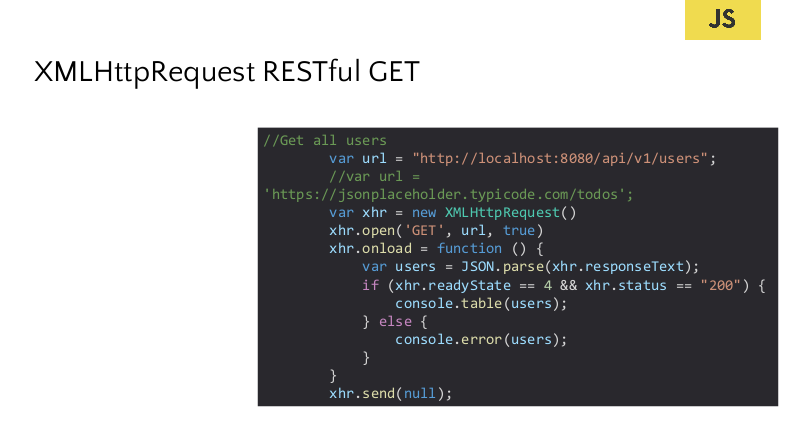 JS
XMLHttpRequest RESTful GET
//Get all users
var url = "http://localhost:8080/api/v1/users";
//var url =
'https://jsonplaceholder.typicode.com/todos';
var xhr = new XMLHttpRequest()
xhr.open('GET', url, true)
xhr.onload = function () {
var users = JSON.parse(xhr.responseText);
if (xhr.readyState == 4 && xhr.status == "200") {
console.table(users);
} else {
console.error(users);
}
}
xhr.send(null);